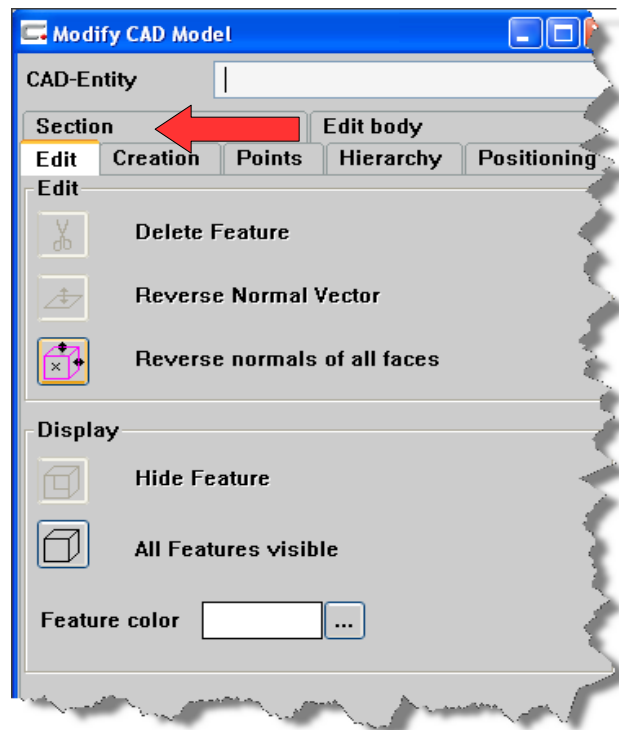 Modify CAD Model
CAD-Entity
Section Edit body
Edit Creation Points Hierarchy Positioning
Edit
Delete Feature
Reverse Normal Vector
Reverse normals of all faces
Display
Hide Feature
All Features visible
Feature color ...